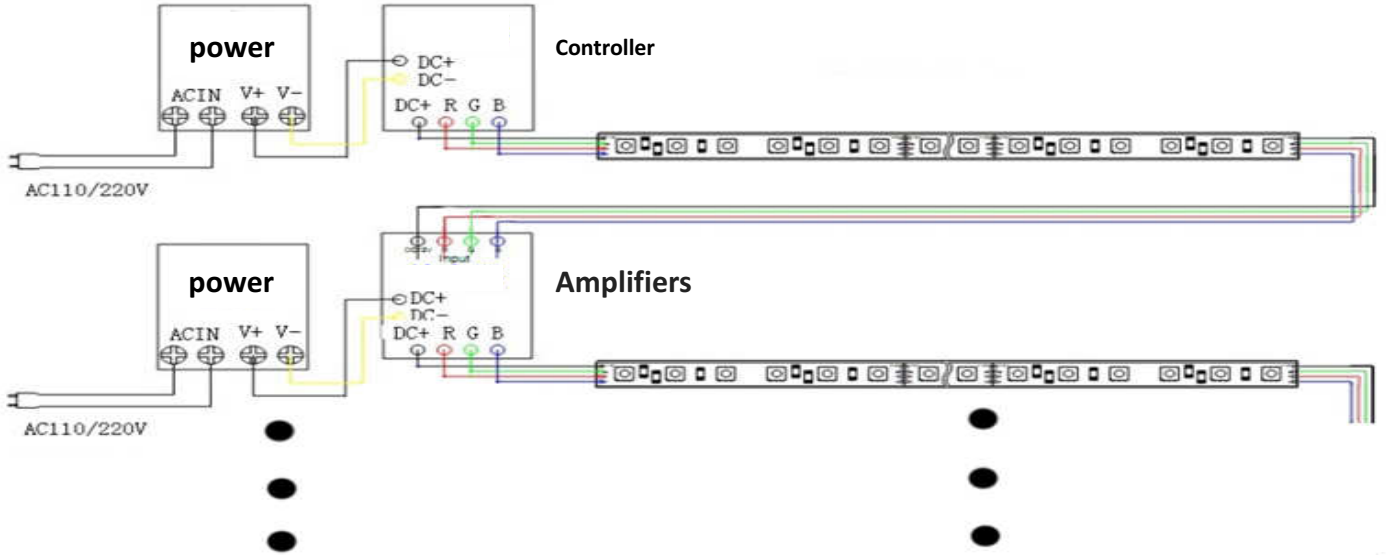 power
Controller
DC+
DC-
ACIN V+ V-
DC+ R G B
AC110/220V
Input
power
Amplifiers
DC+
DC-
ACIN V+ V-
DC+ R G B
AC110/220V